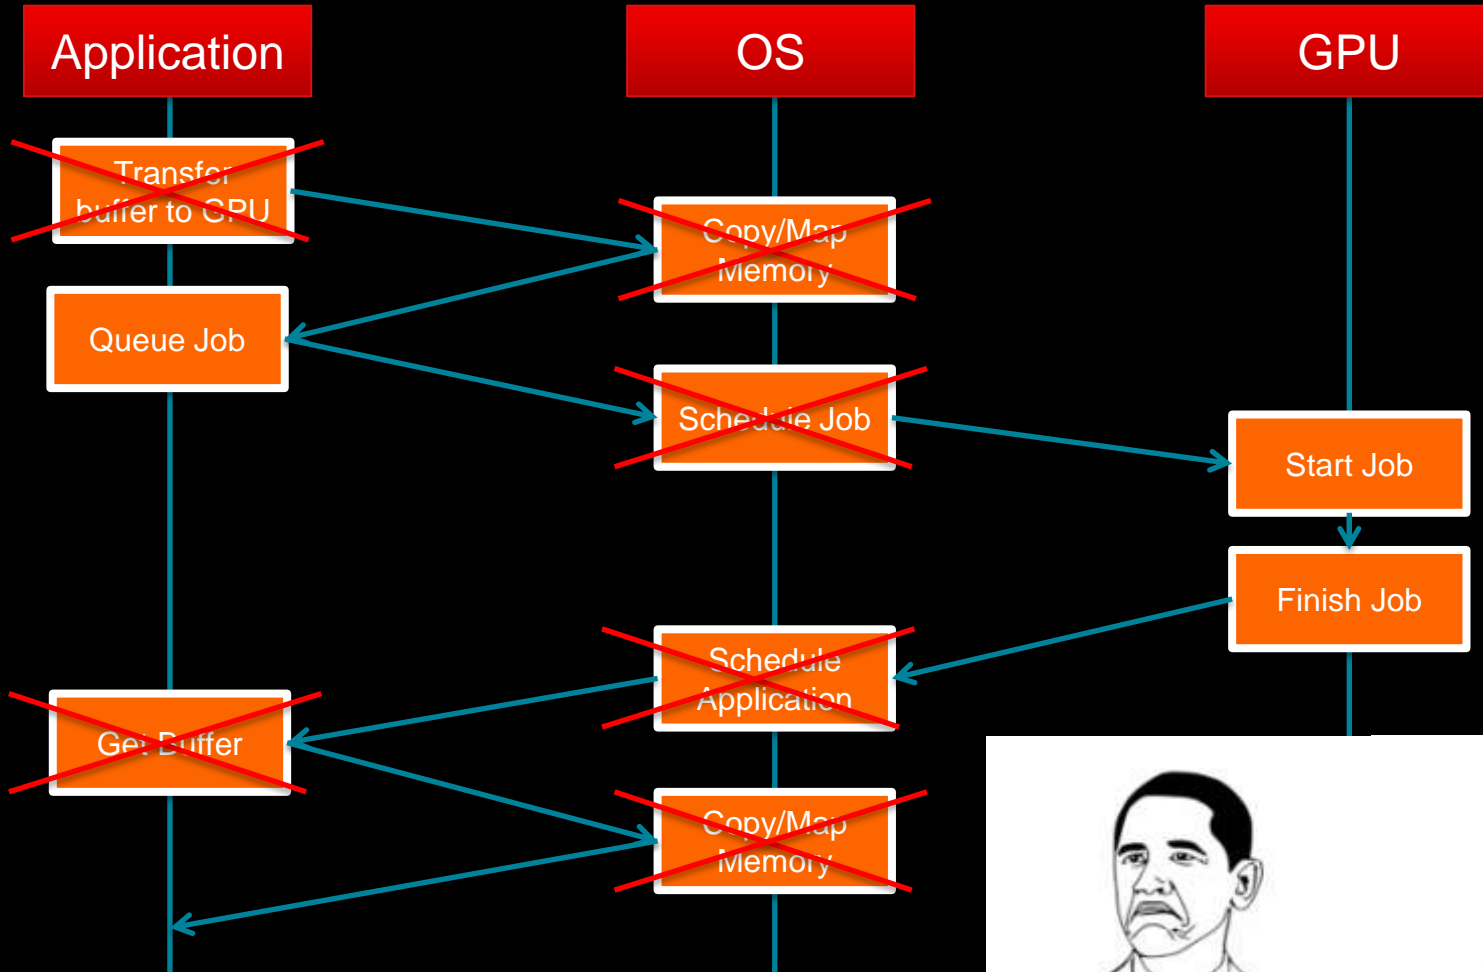 Application
OS
GPU
Transfer
buffer to GPU
Copy/Map
Memory
Queue Job
Schedule Job
Start Job
Finish Job
Schedule
Application
Get Buffer
Copy/Map
Memory